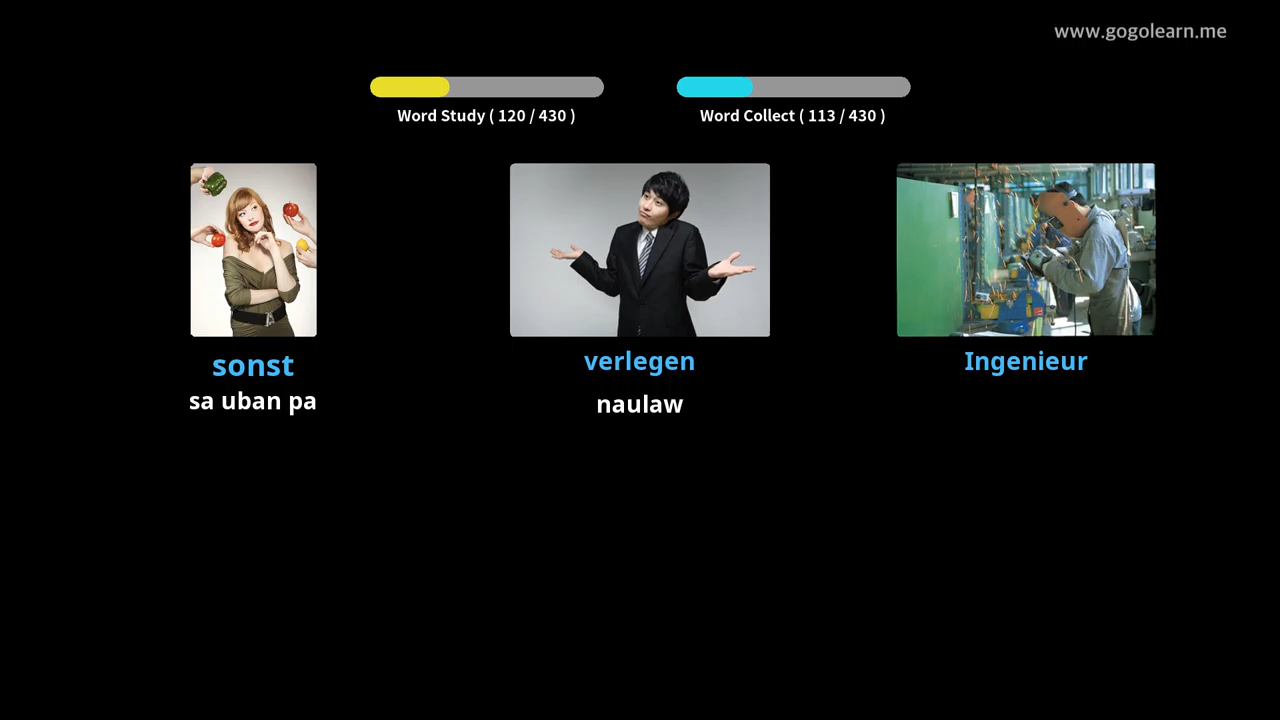 www.gogolearn.me
Word Study ( 120 / 430 )
Word Collect ( 113 / 430 )
sonst
sa uban pa
verlegen
naulaw
Ingenieur